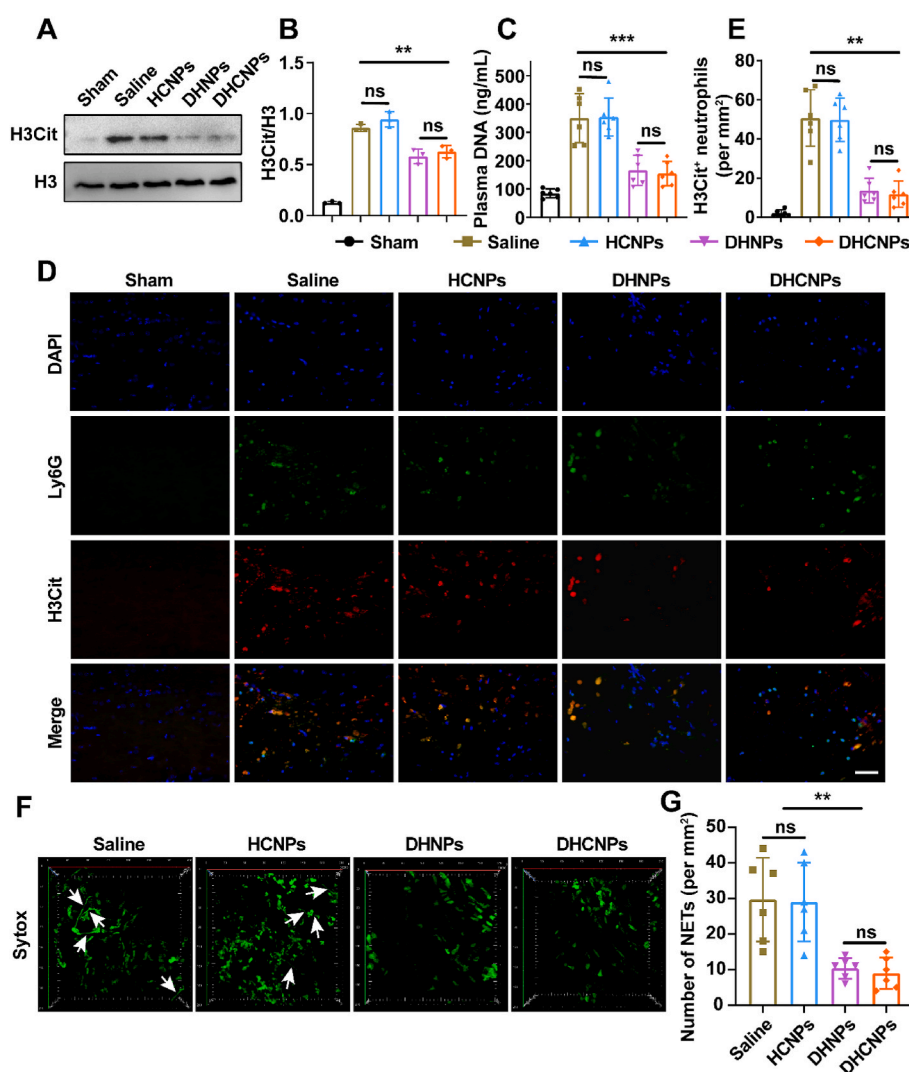 A
Sham
Saline
HCNPs
DHNPs
DHCNPs
H3Cit
H3
B
H3Cit/H3
1.5
1.0
0.5
0.0
**
ns
ns
C
Plasma DNA (ng/mL)
500
400
300
200
100
0
***
ns
ns
E
H3Cit⁺ neutrophils
(per mm²)
80
60
40
20
0
**
ns
ns
Sham
Saline
HCNPs
DHNPs
DHCNPs
D
Sham
Saline
HCNPs
DHNPs
DHCNPs
DAPI
Ly6G
H3Cit
Merge
F
Saline
HCNPs
DHNPs
DHCNPs
Sytox
G
Number of NETs (per mm²)
50
40
30
20
10
0
**
ns
ns
Saline
HCNPs
DHNPs
DHCNPs